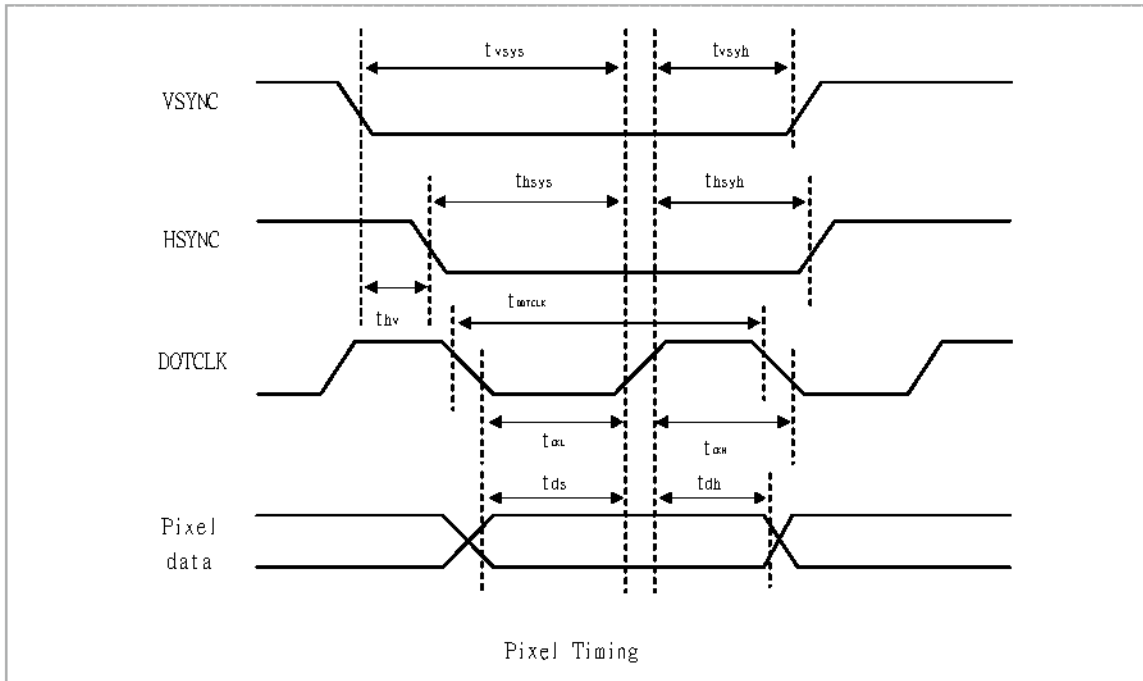 tvsys
tvsyh
VSYNC
thsys
thsyh
HSYNC
thv
tDOTCLK
DOTCLK
tCKL
tCKH
tds
tdh
Pixel
data
Pixel Timing